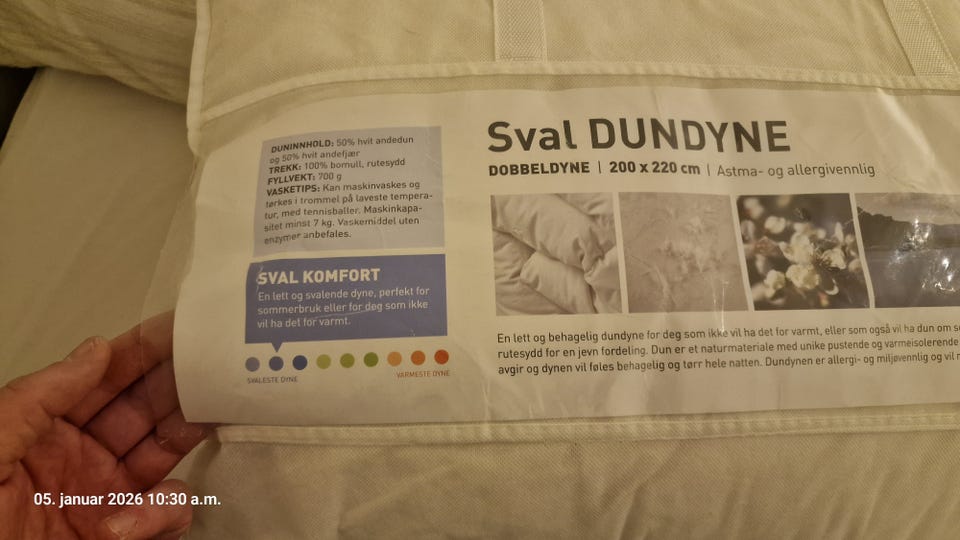 DUNINNHOLD: 50% hvit andedun
og 50% hvit andefjær
TREKK: 100% bomull, rutesydd
FYLLVEKT: 700 g
VASKETIPS: Kan maskinvaskes og
tørkes i trommel på laveste tempera-
tur, med tennisballer. Maskinkapa-
sitet minst 7 kg. Vaskemiddel uten
enzymer anbefales.
SVAL KOMFORT
En lett og svalende dyne, perfekt for
sommerbruk eller for deg som ikke
vil ha det for varmt.
SVALESTE DYNE
VARMESTE DYNE
Sval DUNDYNE
DOBBELDYNE | 200 x 220 cm | Astma- og allergivennlig
En lett og behagelig dundyne for deg som ikke vil ha det for varmt, eller som også vil ha dun om
rutesydd for en jevn fordeling. Dun er et naturmateriale med unike pustende og varmeisolerende
avgir og dynen vil føles behagelig og tørr hele natten. Dundynen er allergi- og miljøvennlig og vil
05. januar 2026 10:30 a.m.